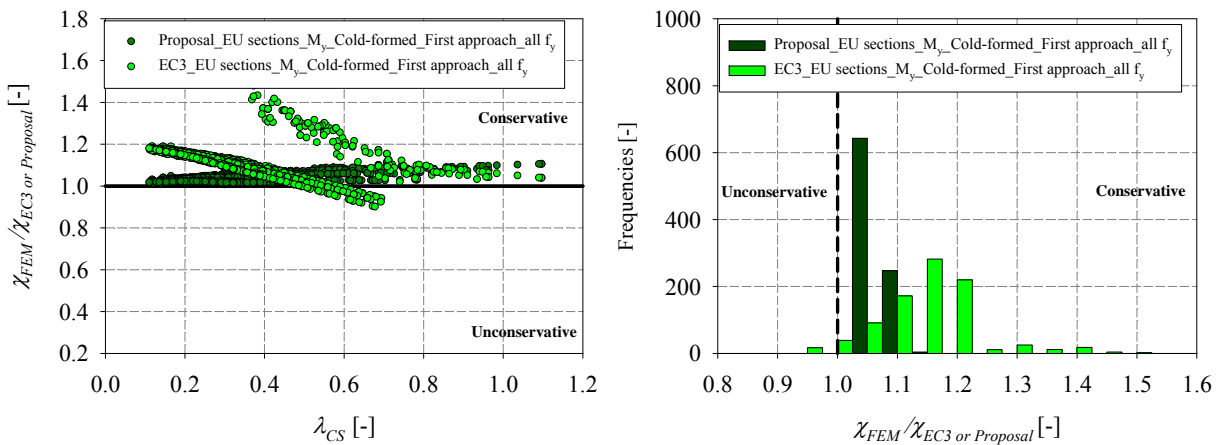 1.8
1.6
1.4
1.2
1.0
0.8
0.6
0.4
0.2
χFEM/χEC3 or Proposal [-]
Proposal_EU sections_My_Cold-formed_First approach_all fy
EC3_EU sections_My_Cold-formed_First approach_all fy
Conservative
Unconservative
0.0 0.2 0.4 0.6 0.8 1.0 1.2
λCS [-]
1000
800
600
400
200
0
Frequencies [-]
Proposal_EU sections_My_Cold-formed_First approach_all fy
EC3_EU sections_My_Cold-formed_First approach_all fy
Unconservative
Conservative
0.8 0.9 1.0 1.1 1.2 1.3 1.4 1.5 1.6
χFEM/χEC3 or Proposal [-]